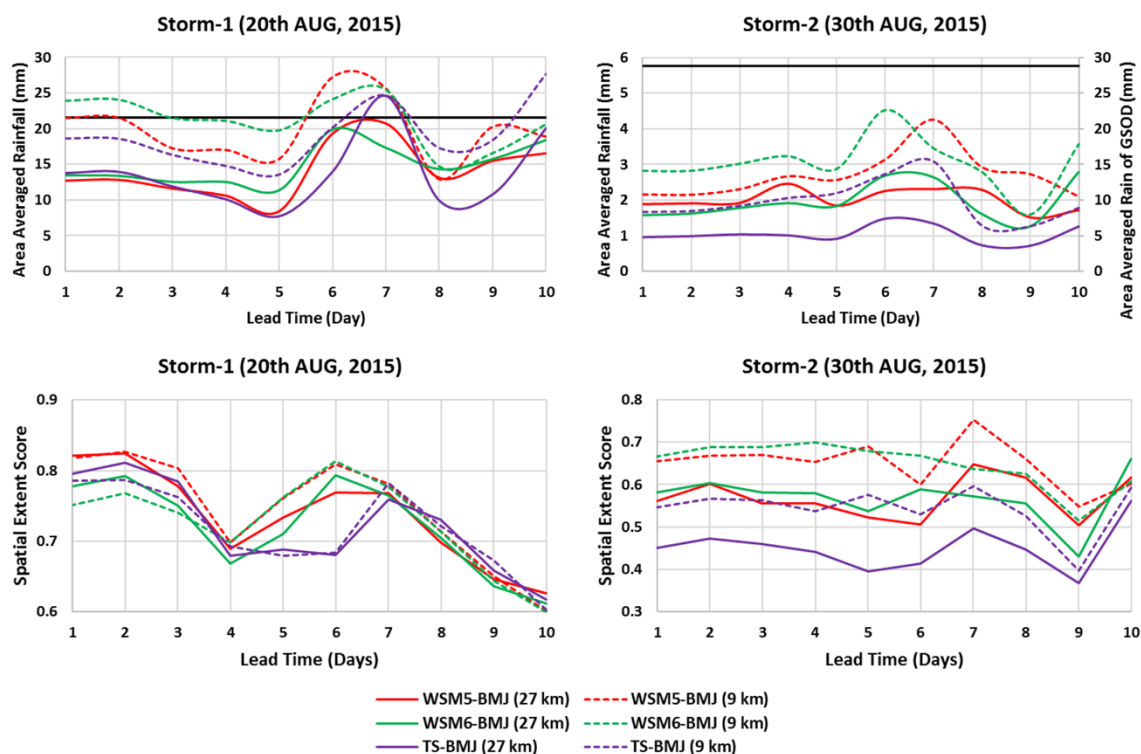 Storm-1 (20th AUG, 2015)
Area Averaged Rainfall (mm)
30
25
20
15
10
5
0
1 2 3 4 5 6 7 8 9 10
Lead Time (Day)
Storm-2 (30th AUG, 2015)
Area Averaged Rainfall (mm)
6
5
4
3
2
1
0
30
25
20
15
10
5
0
Area Averaged Rain of GSOD (mm)
1 2 3 4 5 6 7 8 9 10
Lead Time (Day)
Storm-1 (20th AUG, 2015)
Spatial Extent Score
0.9
0.8
0.7
0.6
1 2 3 4 5 6 7 8 9 10
Lead Time (Days)
Storm-2 (30th AUG, 2015)
Spatial Extent Score
0.8
0.7
0.6
0.5
0.4
0.3
1 2 3 4 5 6 7 8 9 10
Lead Time (Days)
WSM5-BMJ (27 km) WSM5-BMJ (9 km)
WSM6-BMJ (27 km) WSM6-BMJ (9 km)
TS-BMJ (27 km) TS-BMJ (9 km)